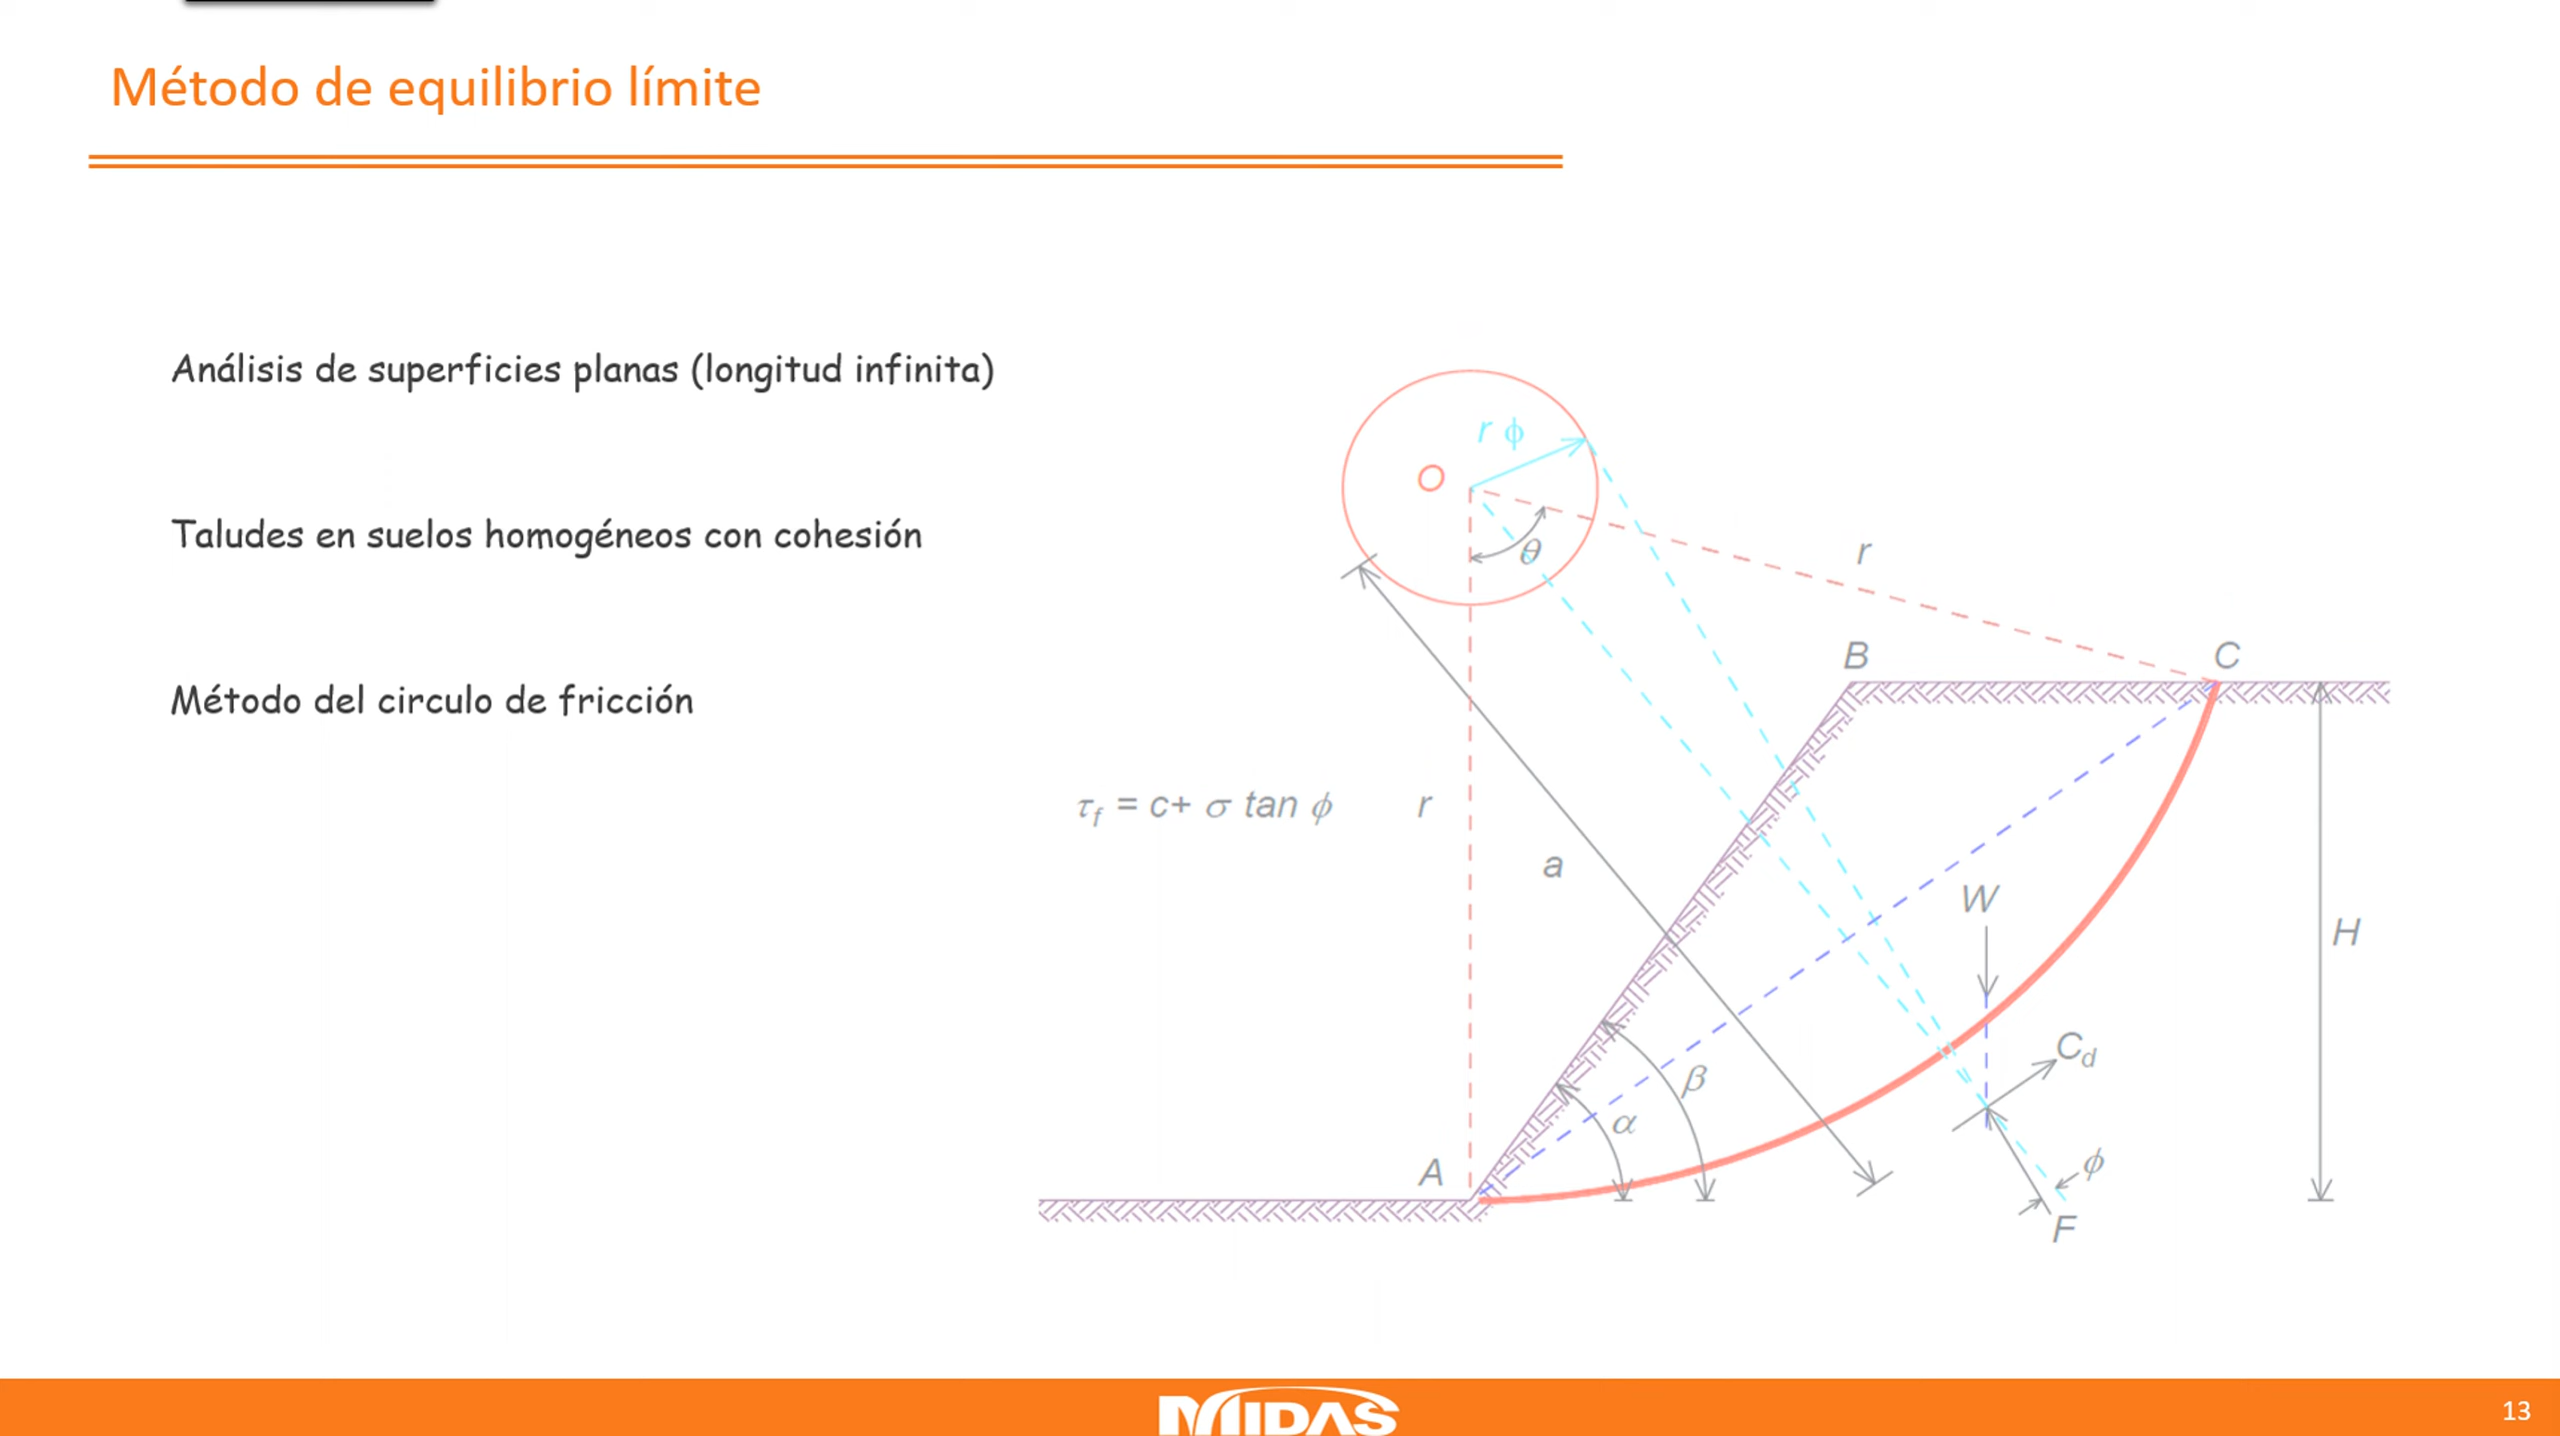 Método de equilibrio límite
Análisis de superficies planas (longitud infinita)
Taludes en suelos homogéneos con cohesión
Método del circulo de fricción
r ϕ
O
θ
r
B
C
τf = c+ σ tan ϕ
r
a
W
H
Cd
β
α
A
ϕ
F
MIDAS
13